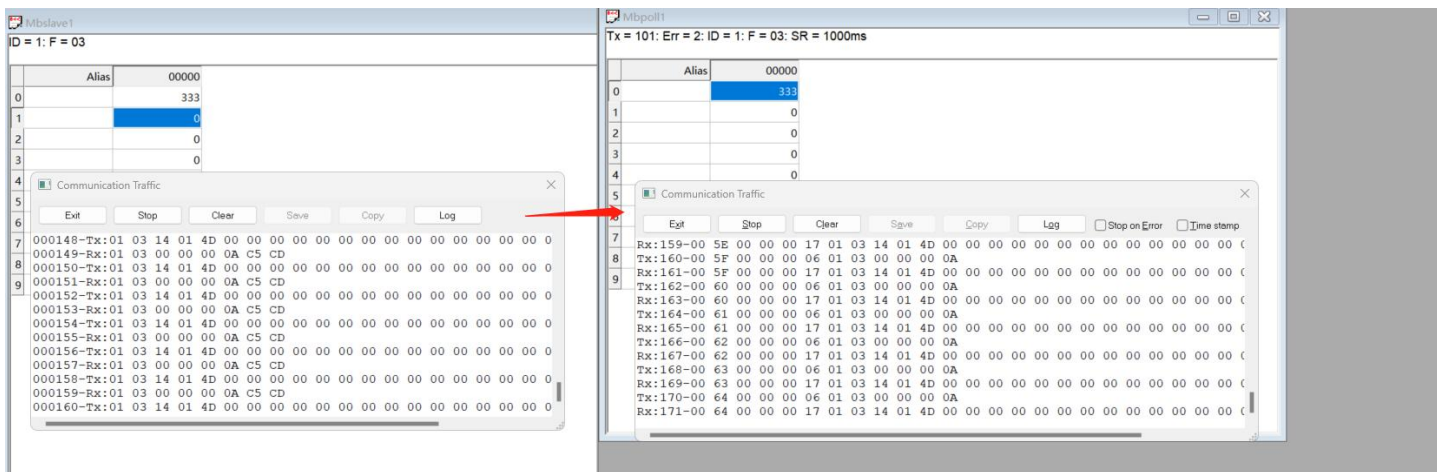 Mbslave1
ID = 1: F = 03
Alias 00000
0 333
1 0
2 0
3 0
4
5
6
7
8
9
Communication Traffic
Exit Stop Clear Save Copy Log
000148-Tx:01 03 14 01 4D 00 00 00 00 00 00 00 00 00 00 00 00 00 0
000149-Rx:01 03 00 00 00 0A C5 CD
000150-Tx:01 03 14 01 4D 00 00 00 00 00 00 00 00 00 00 00 00 00 0
000151-Rx:01 03 00 00 00 0A C5 CD
000152-Tx:01 03 14 01 4D 00 00 00 00 00 00 00 00 00 00 00 00 00 0
000153-Rx:01 03 00 00 00 0A C5 CD
000154-Tx:01 03 14 01 4D 00 00 00 00 00 00 00 00 00 00 00 00 00 0
000155-Rx:01 03 00 00 00 0A C5 CD
000156-Tx:01 03 14 01 4D 00 00 00 00 00 00 00 00 00 00 00 00 00 0
000157-Rx:01 03 00 00 00 0A C5 CD
000158-Tx:01 03 14 01 4D 00 00 00 00 00 00 00 00 00 00 00 00 00 0
000159-Rx:01 03 00 00 00 0A C5 CD
000160-Tx:01 03 14 01 4D 00 00 00 00 00 00 00 00 00 00 00 00 00 0
Mbpoll1
Tx = 101: Err = 2: ID = 1: F = 03: SR = 1000ms
Alias 00000
0 333
1 0
2 0
3 0
4 0
5
7
8
9
Communication Traffic
Exit Stop Clear Save Copy Log Stop on Error Time stamp
Rx:159-00 5E 00 00 00 17 01 03 14 01 4D 00 00 00 00 00 00 00 00 00 00 00 00
Tx:160-00 5F 00 00 00 06 01 03 00 00 00 0A
Rx:161-00 5F 00 00 00 17 01 03 14 01 4D 00 00 00 00 00 00 00 00 00 00 00 00
Tx:162-00 60 00 00 00 06 01 03 00 00 00 0A
Rx:163-00 60 00 00 00 17 01 03 14 01 4D 00 00 00 00 00 00 00 00 00 00 00 00
Tx:164-00 61 00 00 00 06 01 03 00 00 00 0A
Rx:165-00 61 00 00 00 17 01 03 14 01 4D 00 00 00 00 00 00 00 00 00 00 00 00
Tx:166-00 62 00 00 00 06 01 03 00 00 00 0A
Rx:167-00 62 00 00 00 17 01 03 14 01 4D 00 00 00 00 00 00 00 00 00 00 00 00
Tx:168-00 63 00 00 00 06 01 03 00 00 00 0A
Rx:169-00 63 00 00 00 17 01 03 14 01 4D 00 00 00 00 00 00 00 00 00 00 00 00
Tx:170-00 64 00 00 00 06 01 03 00 00 00 0A
Rx:171-00 64 00 00 00 17 01 03 14 01 4D 00 00 00 00 00 00 00 00 00 00 00 00